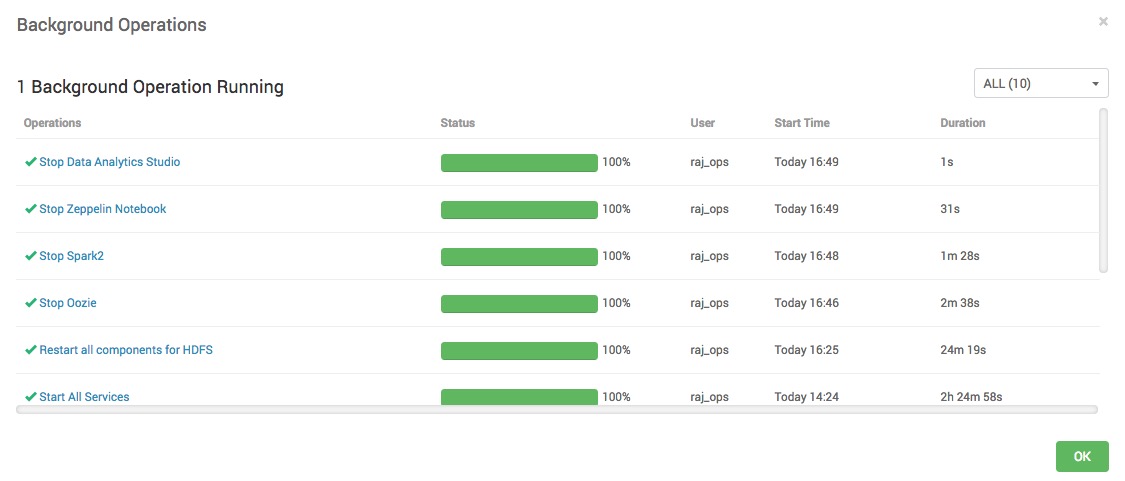 Background Operations ×
1 Background Operation Running
ALL (10)
Operations Status User Start Time Duration
Stop Data Analytics Studio 100% raj_ops Today 16:49 1s
Stop Zeppelin Notebook 100% raj_ops Today 16:49 31s
Stop Spark2 100% raj_ops Today 16:48 1m 28s
Stop Oozie 100% raj_ops Today 16:46 2m 38s
Restart all components for HDFS 100% raj_ops Today 16:25 24m 19s
Start All Services 100% raj_ops Today 14:24 2h 24m 58s
OK